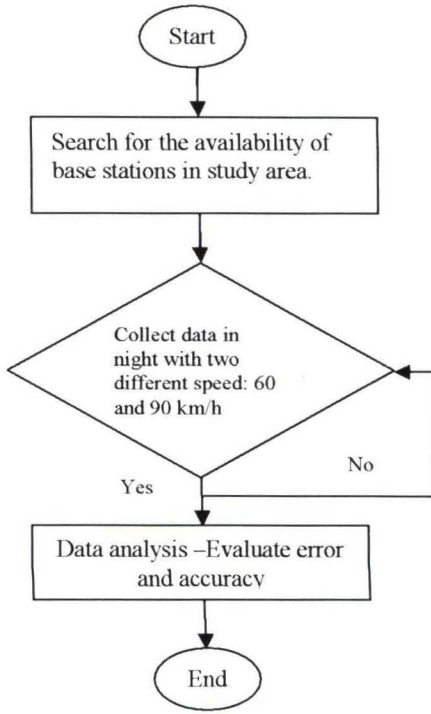 Start
Search for the availability of
base stations in study area.
Collect data in
night with two
different speed: 60
and 90 km/h
No
Yes
Data analysis –Evaluate error
and accuracy
End